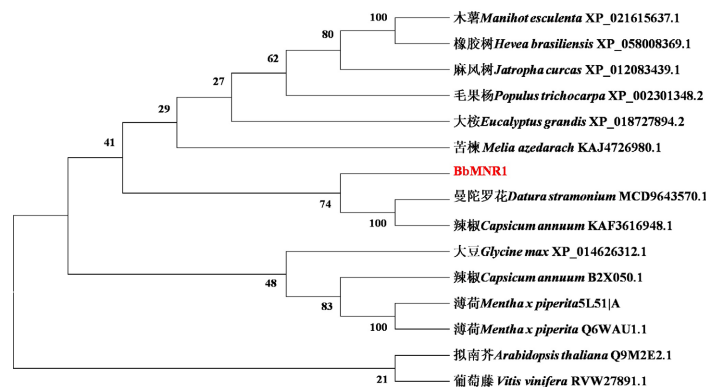 100
木薯Manihot esculenta XP_021615637.1
80
橡胶树Hevea brasiliensis XP_058008369.1
62
麻风树Jatropha curcas XP_012083439.1
27
毛果杨Populus trichocarpa XP_002301348.2
29
大桉Eucalyptus grandis XP_018727894.2
41
苦楝Melia azedarach KAJ4726980.1
BbMNR1
74
曼陀罗花Datura stramonium MCD9643570.1
100
辣椒Capsicum annuum KAF3616948.1
大豆Glycine max XP_014626312.1
48
辣椒Capsicum annuum B2X050.1
83
薄荷Mentha x piperita5L51|A
100
薄荷Mentha x piperita Q6WAU1.1
拟南芥Arabidopsis thaliana Q9M2E2.1
21
葡萄藤Vitis vinifera RVW27891.1